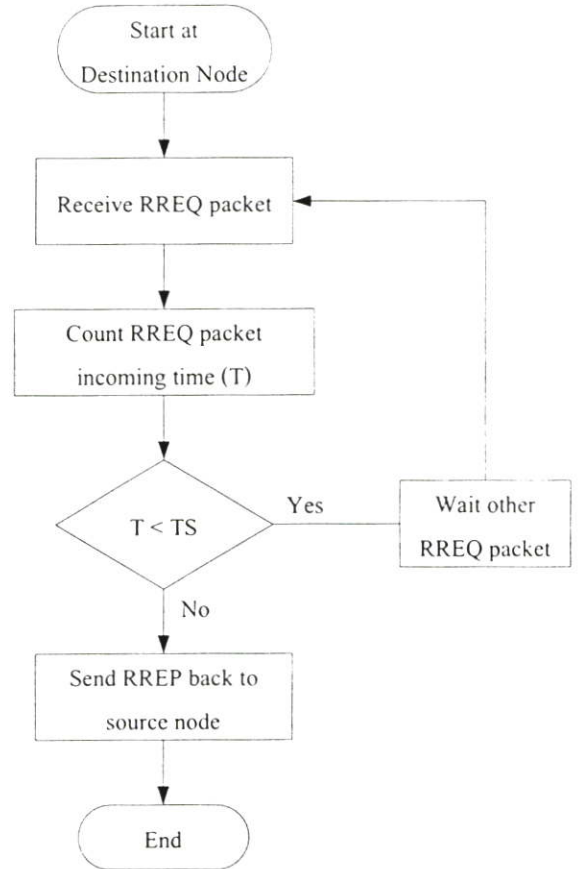 Start at
Destination Node
Receive RREQ packet
Count RREQ packet
incoming time (T)
T < TS
Yes
Wait other
RREQ packet
No
Send RREP back to
source node
End